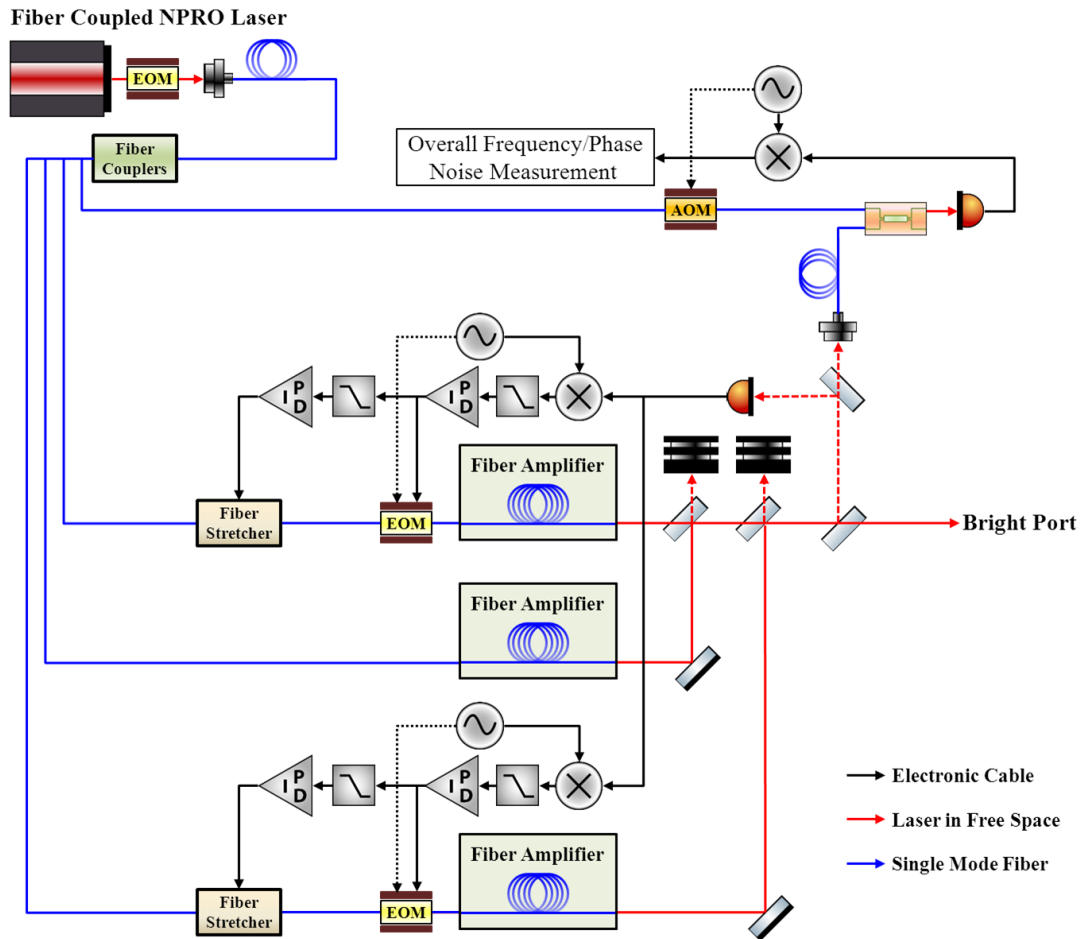 Fiber Coupled NPRO Laser
EOM
Fiber
Couplers
Overall Frequency/Phase
Noise Measurement
AOM
I P D
I P D
Fiber Amplifier
Fiber
Stretcher
EOM
Bright Port
Fiber Amplifier
I P D
I P D
Fiber Amplifier
Fiber
Stretcher
EOM
Electronic Cable
Laser in Free Space
Single Mode Fiber